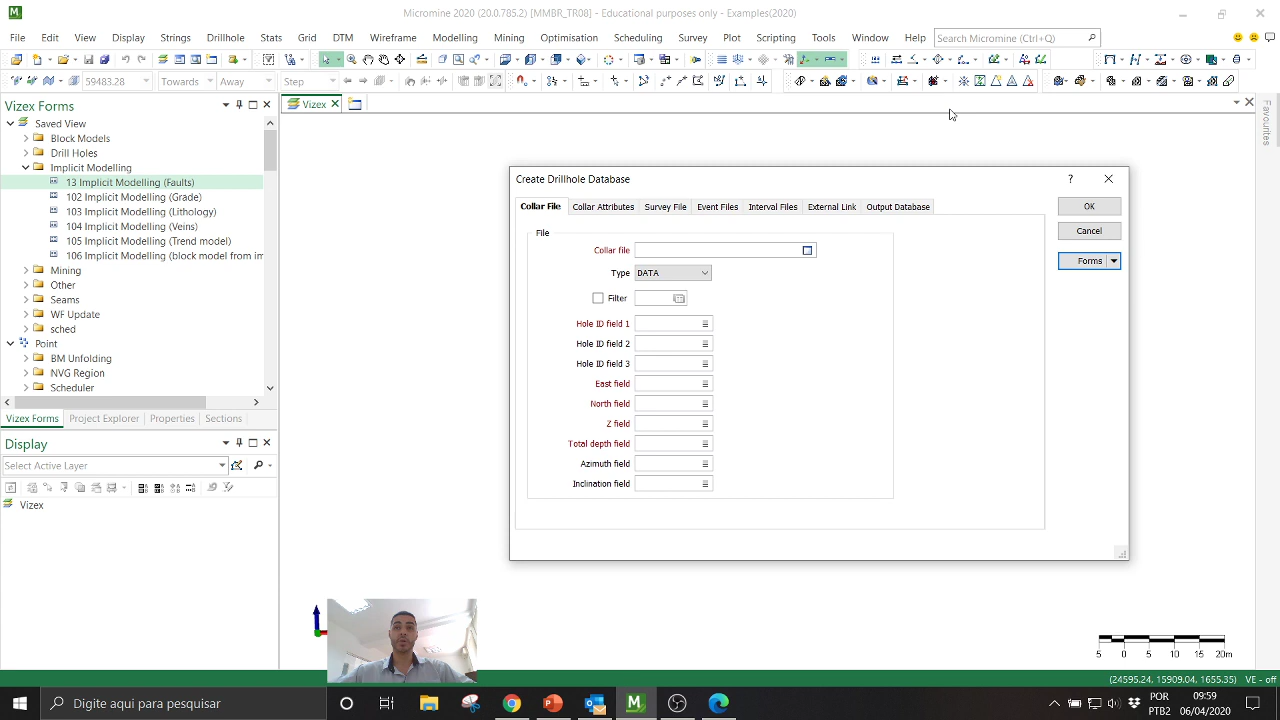 Micromine 2020 (20.0.785.2) [MMBR_TR08] - Educational purposes only - Examples(2020)
File Edit View Display Strings Drillhole Stats Grid DTM Wireframe Modelling Mining Optimisation Scheduling Survey Plot Scripting Tools Window Help Search Micromine (Ctrl+Q)
59483.28 Towards Away Step
Vizex Forms
Vizex
Favourites
Saved View
Block Models
Drill Holes
Implicit Modelling
13 Implicit Modelling (Faults)
102 Implicit Modelling (Grade)
103 Implicit Modelling (Lithology)
104 Implicit Modelling (Veins)
105 Implicit Modelling (Trend model)
106 Implicit Modelling (block model from im
Mining
Other
Seams
WF Update
sched
Point
BM Unfolding
NVG Region
Scheduler
Vizex Forms Project Explorer Properties Sections
Display
Select Active Layer
Vizex
Create Drillhole Database
?
Collar File Collar Attributes Survey File Event Files Interval Files External Link Output Database
OK
Cancel
Forms
File
Collar file
Type DATA
Filter
Hole ID field 1
Hole ID field 2
Hole ID field 3
East field
North field
Z field
Total depth field
Azimuth field
Inclination field
5 0 5 10 15 20m
(24595.24, 15909.04, 1655.35) VE - off
Digite aqui para pesquisar
POR
PTB2
09:59
06/04/2020